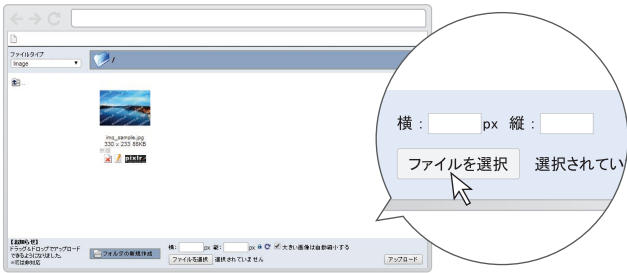 ファイルタイプ
Image
/
..
img_sample.jpg
330 x 233 86KB
pixlr
【お知らせ】
ドラッグ&ドロップでアップロード
できるようになりました。
※IEは非対応
フォルダの新規作成
横: px 縦: px 大きい画像は自動縮小する
ファイルを選択 選択されていません
アップロード
横: px 縦:
ファイルを選択 選択されてい